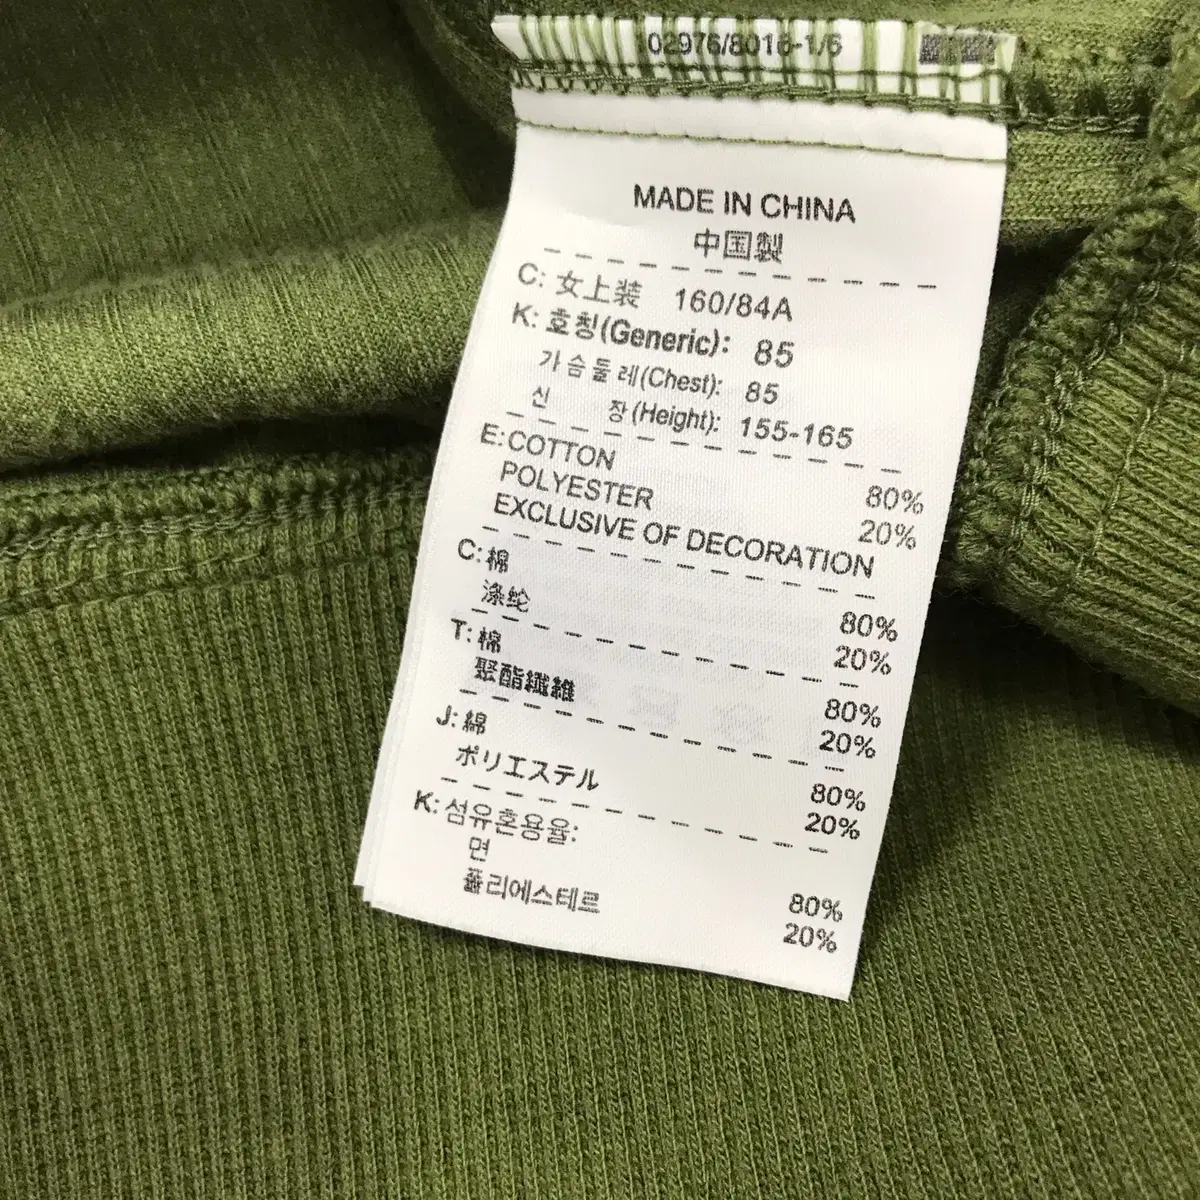 02976/8016-1/6
MADE IN CHINA
中国製
C: 女上装 160/84A
K: 호칭(Generic): 85
가슴둘레(Chest): 85
신 장(Height): 155-165
E: COTTON 80%
POLYESTER 20%
EXCLUSIVE OF DECORATION
C: 棉 80%
涤纶 20%
T: 棉 80%
聚酯纖維 20%
J: 綿 80%
ポリエステル 20%
K: 섬유혼용율:
면 80%
폴리에스테르 20%